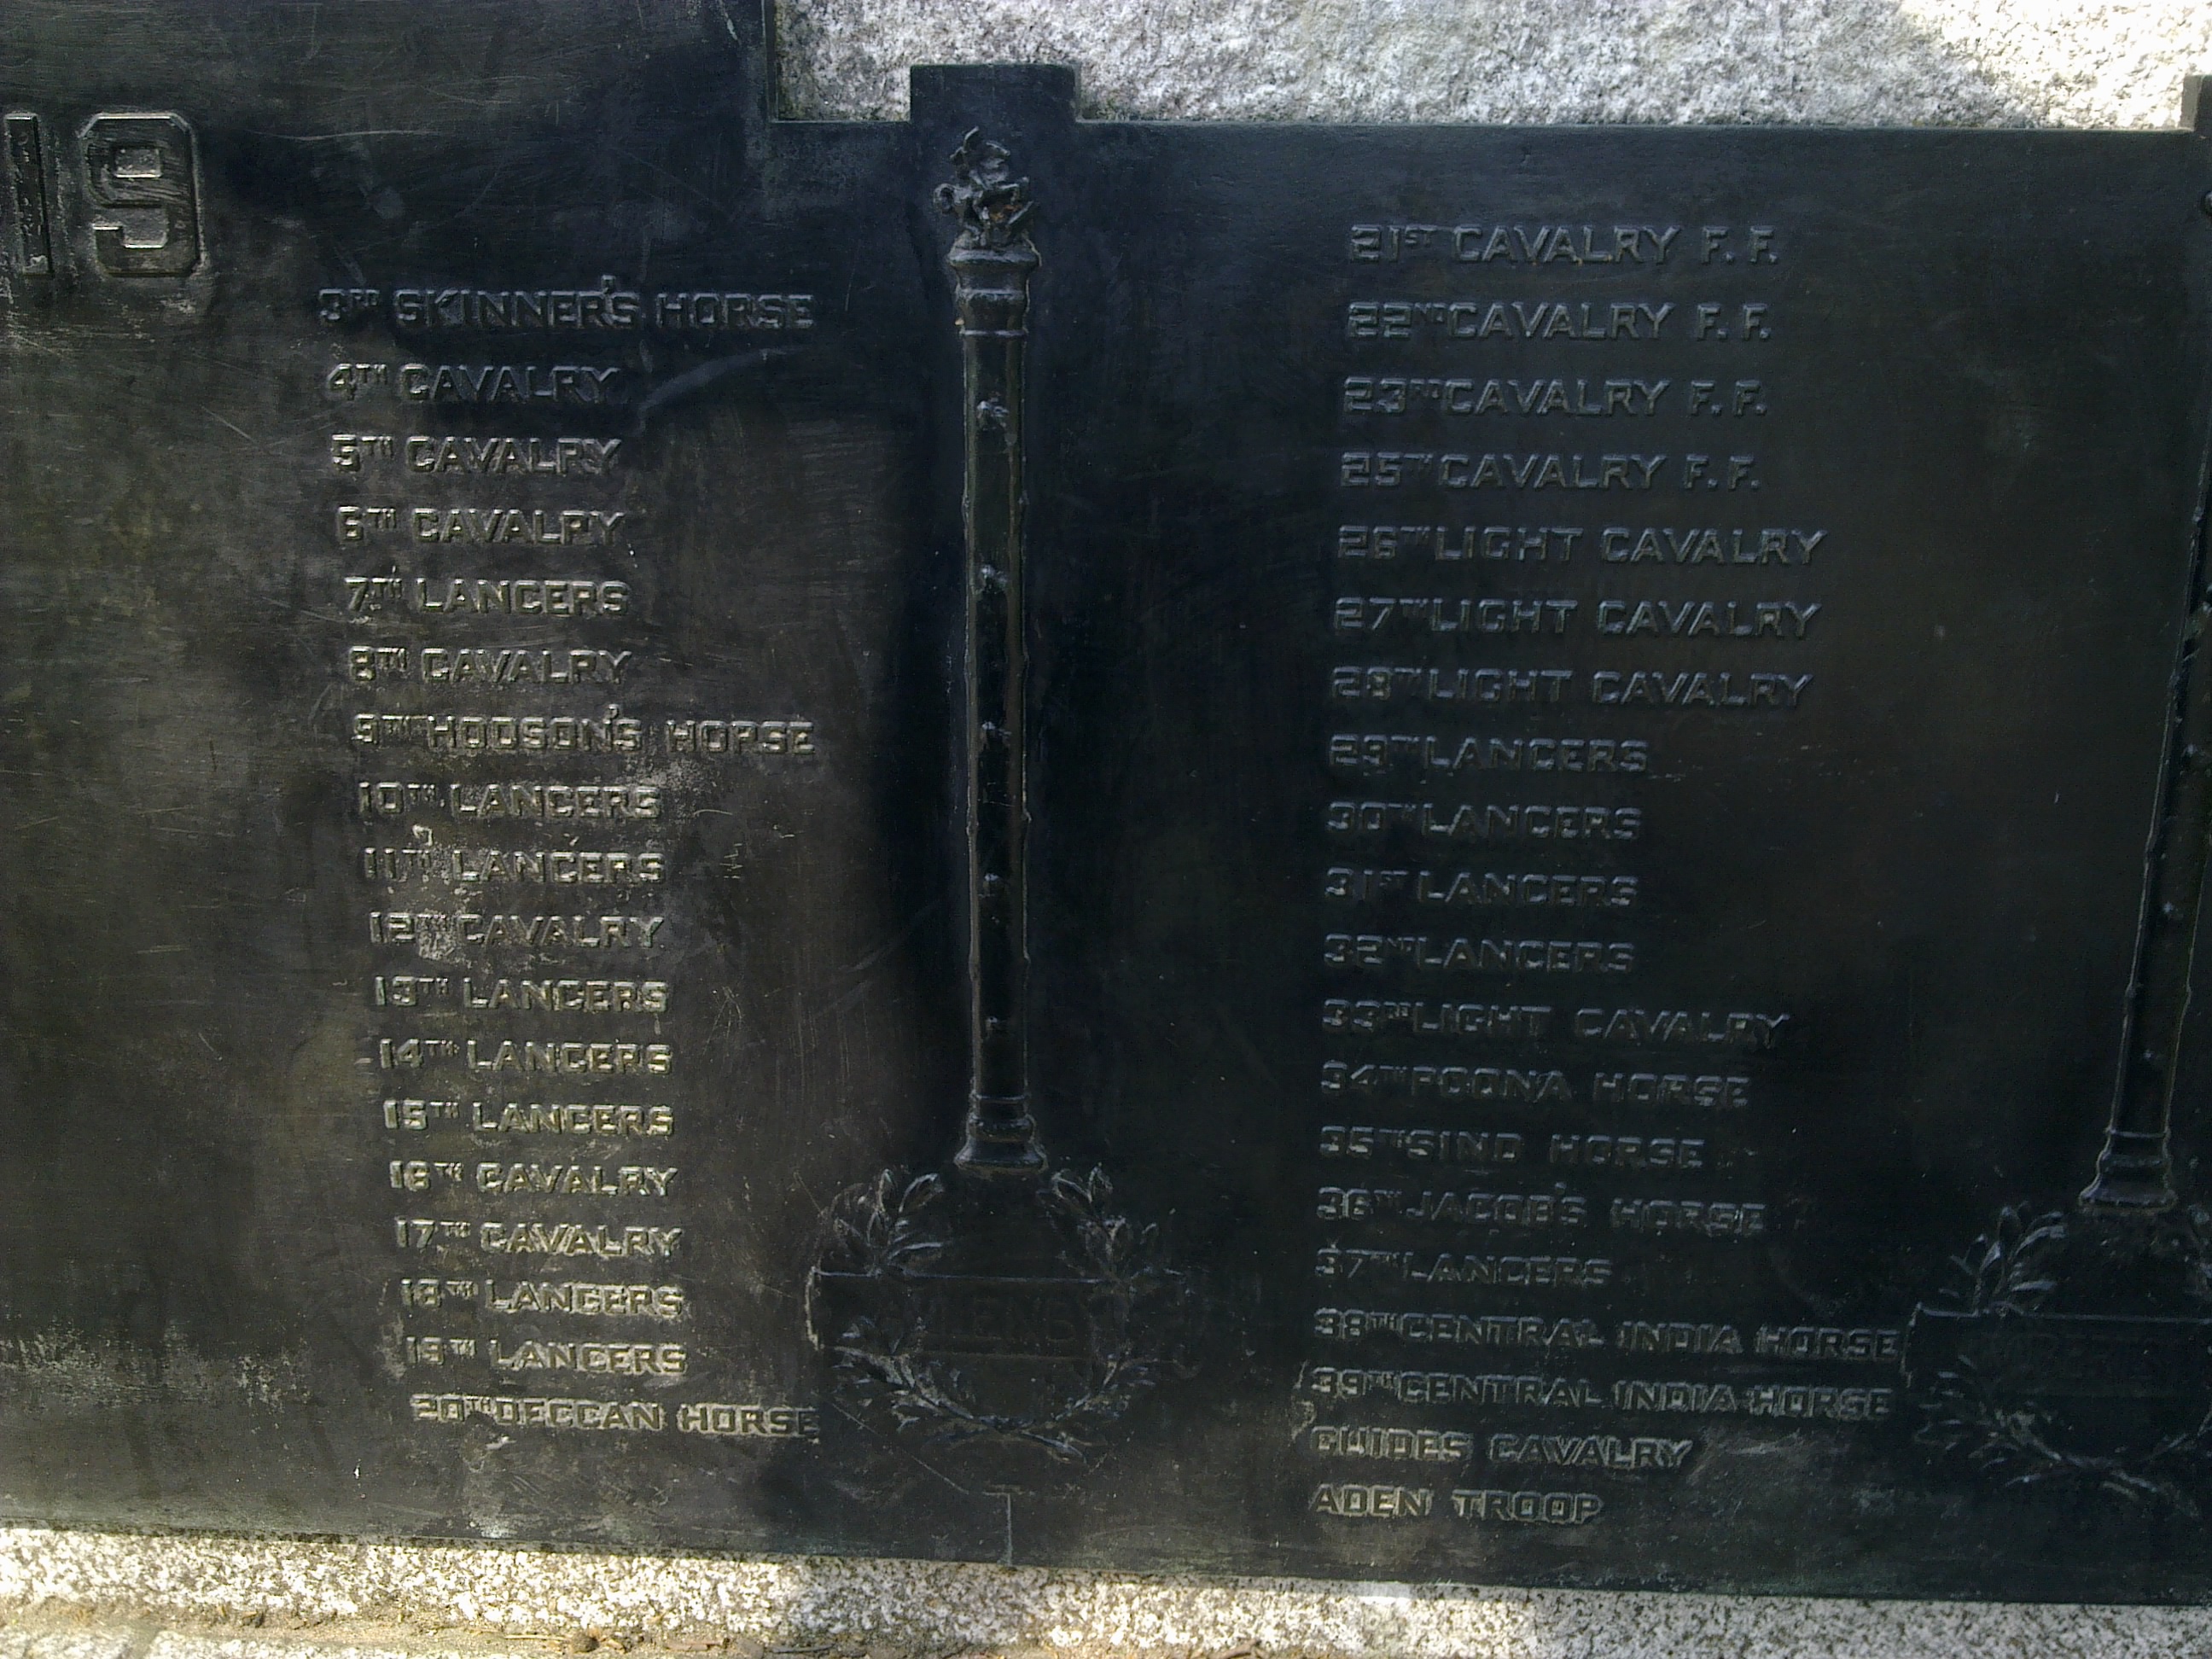 19
3RD SKINNER'S HORSE
4TH CAVALRY
5TH CAVALRY
6TH CAVALRY
7TH LANCERS
8TH CAVALRY
9TH HODSON'S HORSE
10TH LANCERS
11TH LANCERS
12TH CAVALRY
13TH LANCERS
14TH LANCERS
15TH LANCERS
16TH CAVALRY
17TH CAVALRY
18TH LANCERS
19TH LANCERS
20TH DECCAN HORSE
21ST CAVALRY F. F.
22ND CAVALRY F. F.
23RD CAVALRY F. F.
25TH CAVALRY F. F.
26TH LIGHT CAVALRY
27TH LIGHT CAVALRY
28TH LIGHT CAVALRY
29TH LANCERS
30TH LANCERS
31ST LANCERS
32ND LANCERS
33RD LIGHT CAVALRY
34TH POONA HORSE
35TH SIND HORSE
36TH JACOB'S HORSE
37TH LANCERS
38TH CENTRAL INDIA HORSE
39TH CENTRAL INDIA HORSE
GUIDES CAVALRY
ADEN TROOP